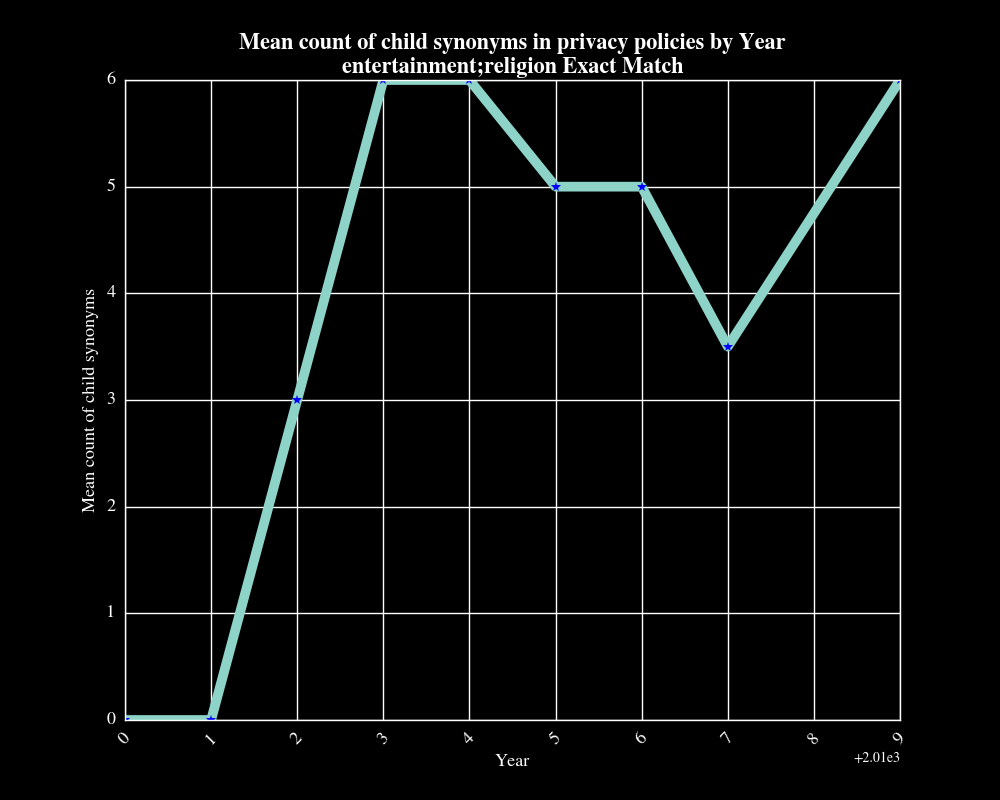 Mean count of child synonyms in privacy policies by Year
entertainment;religion Exact Match
6
5
4
3
2
1
0
Mean count of child synonyms
0 1 2 3 4 5 6 7 8 9
Year
+2.01e3